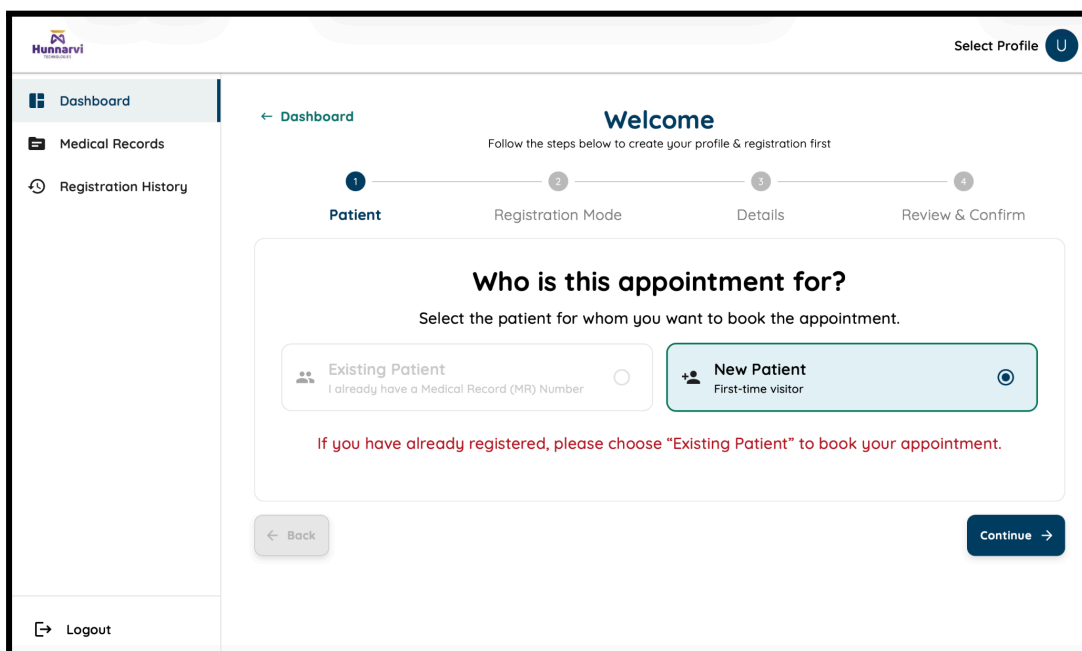 Hunnarvi
TECHNOLOGIES
Select Profile U
Dashboard
Medical Records
Registration History
Logout
← Dashboard
Welcome
Follow the steps below to create your profile & registration first
1 2 3 4
Patient Registration Mode Details Review & Confirm
Who is this appointment for?
Select the patient for whom you want to book the appointment.
Existing Patient
I already have a Medical Record (MR) Number
New Patient
First-time visitor
If you have already registered, please choose “Existing Patient” to book your appointment.
← Back
Continue →